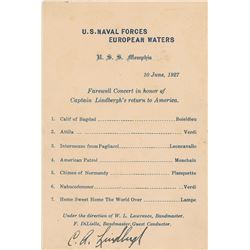 U.S. NAVAL FORCES
EUROPEAN WATERS
U. S. S. Memphis
10 June, 1927
Farewell Concert in honor of
Captain Lindbergh's return to America.
1. Calif of Bagdad Boieldieu
2. Attila Verdi
3. Intermezzo from Pagliacci Leoncavallo
4. American Patrol Meacham
5. Chimes of Normandy Planquette
6. Nabucodonosor Verdi
7. Home Sweet Home The World Over Lampe
Under the direction of W. L. Lawrence, Bandmaster.
F. DiLiello, Bandmaster, Guest Conductor.
C. A. Lindbergh